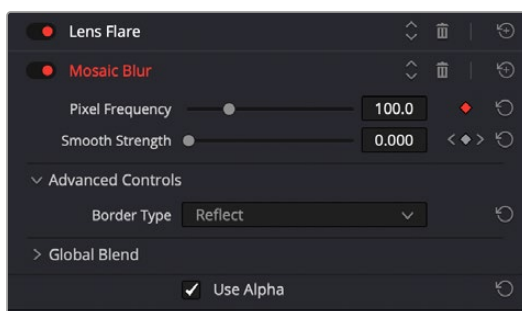 Lens Flare
Mosaic Blur
Pixel Frequency 100.0
Smooth Strength 0.000
Advanced Controls
Border Type Reflect
Global Blend
Use Alpha